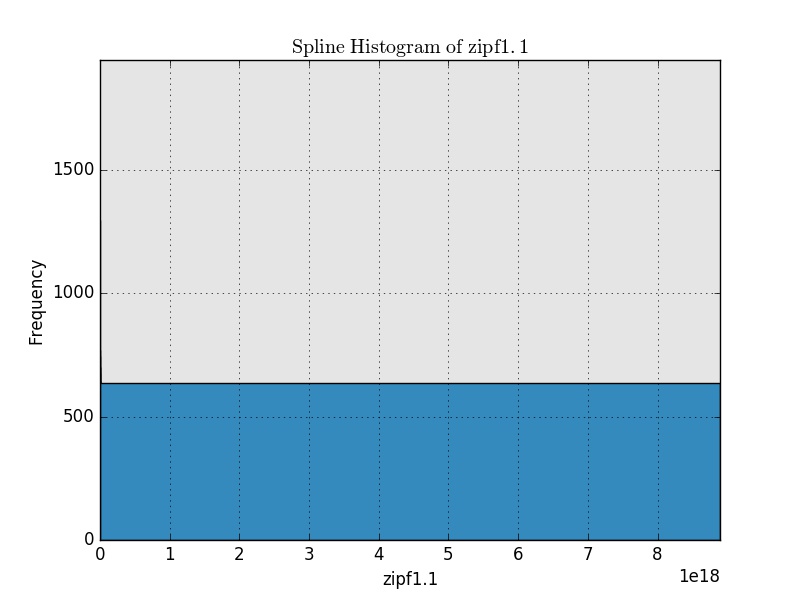 Spline Histogram of zipf1.1
1500
1000
500
0
Frequency
0 1 2 3 4 5 6 7 8
1e18
zipf1.1